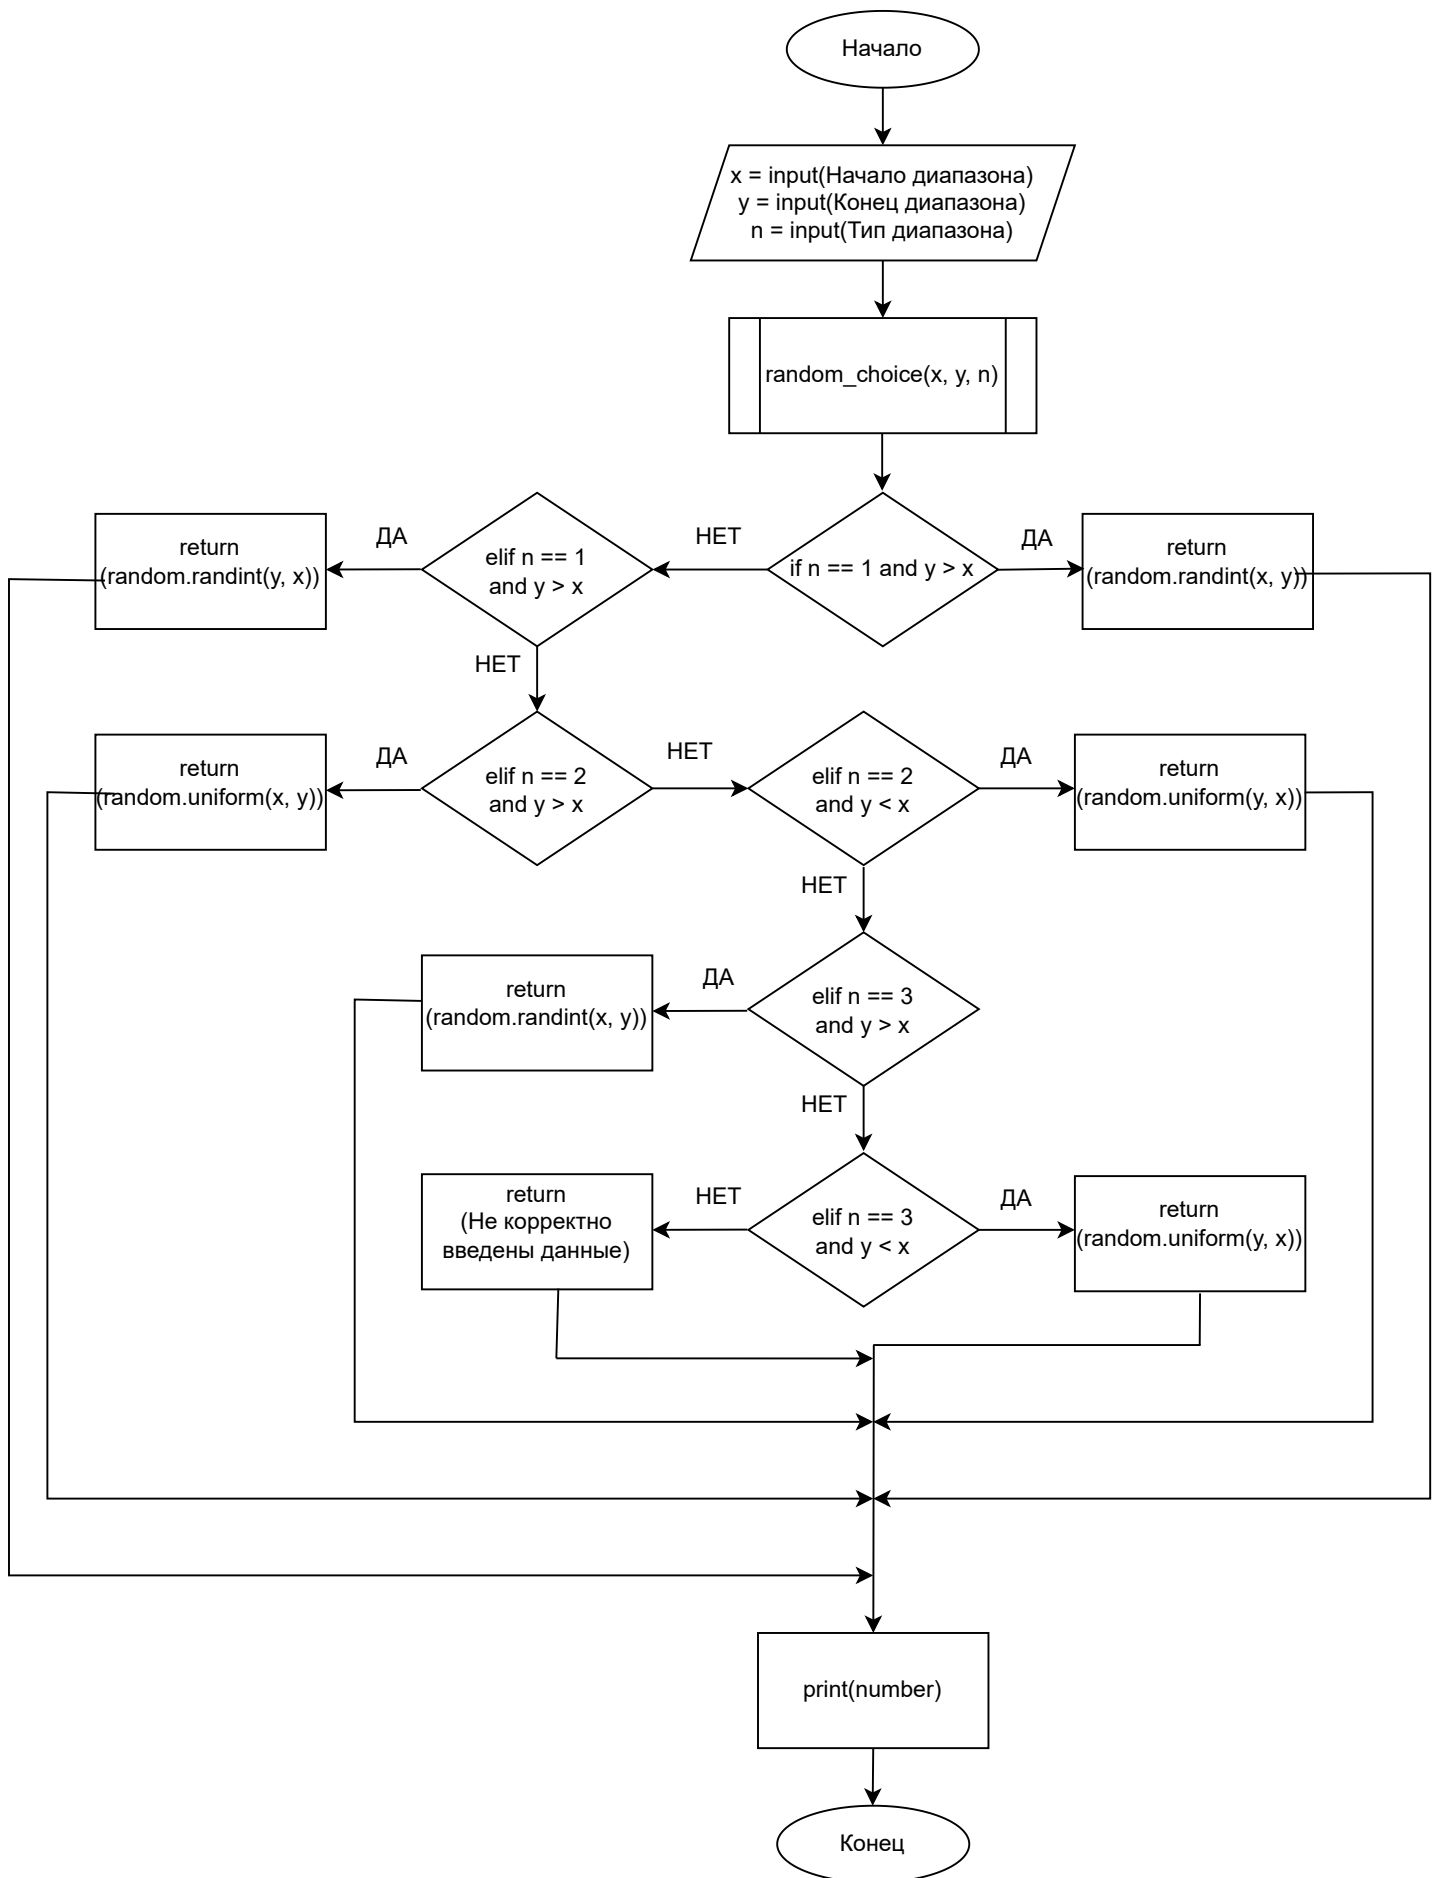 Начало
x = input(Начало диапазона)
y = input(Конец диапазона)
n = input(Тип диапазона)
random_choice(x, y, n)
return
(random.randint(y, x))
ДА
elif n == 1
and y > x
НЕТ
if n == 1 and y > x
ДА
return
(random.randint(x, y))
НЕТ
return
(random.uniform(x, y))
ДА
elif n == 2
and y > x
НЕТ
elif n == 2
and y < x
ДА
return
(random.uniform(y, x))
НЕТ
return
(random.randint(x, y))
ДА
elif n == 3
and y > x
НЕТ
return
(Не корректно
введены данные)
НЕТ
elif n == 3
and y < x
ДА
return
(random.uniform(y, x))
print(number)
Конец